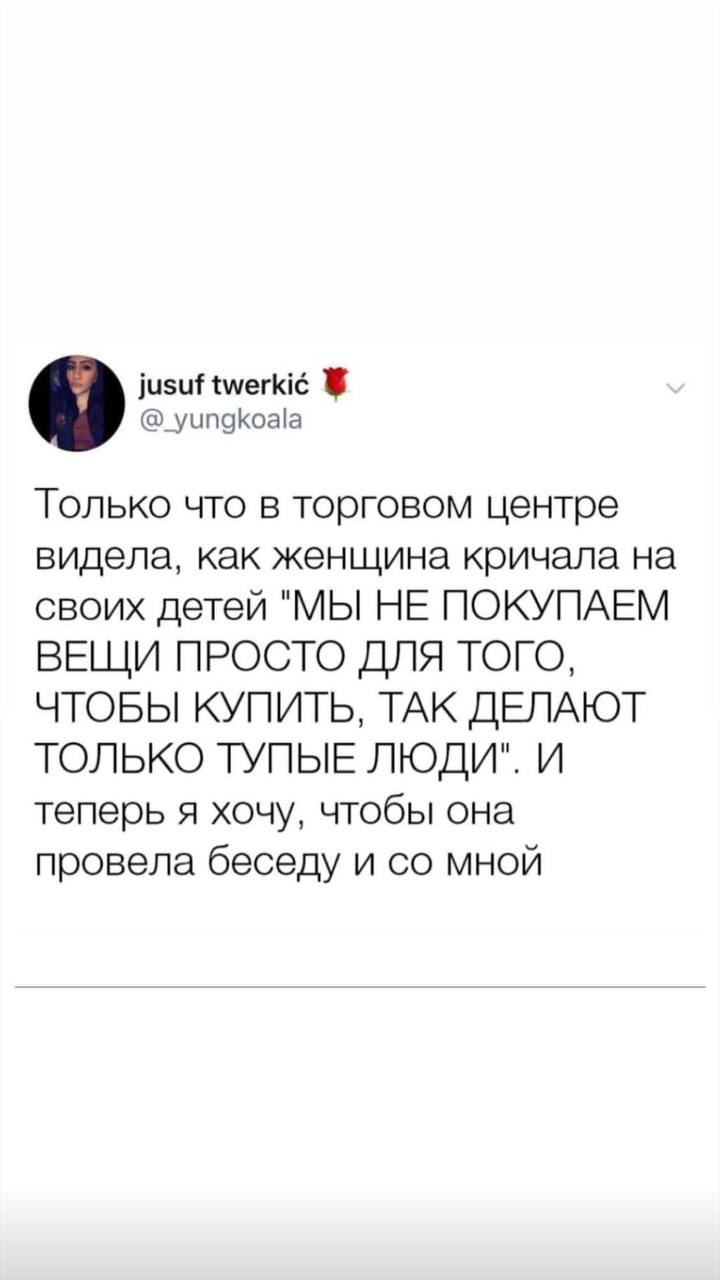 jusuf twerkić 🌹
@_yungkoala
Только что в торговом центре
видела, как женщина кричала на
своих детей "МЫ НЕ ПОКУПАЕМ
ВЕЩИ ПРОСТО ДЛЯ ТОГО,
ЧТОБЫ КУПИТЬ, ТАК ДЕЛАЮТ
ТОЛЬКО ТУПЫЕ ЛЮДИ". И
теперь я хочу, чтобы она
провела беседу и со мной